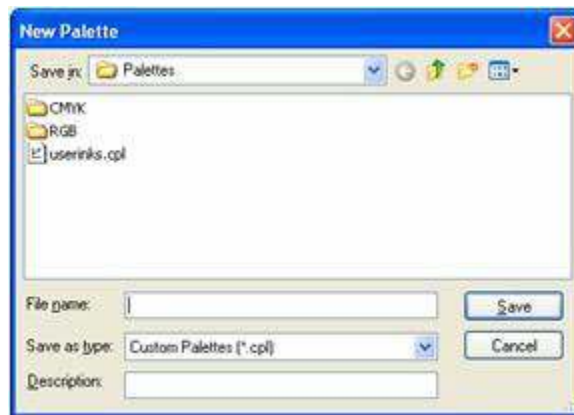 New Palette
Save in: Palettes
CMYK
RGB
userinks.cpl
File name:
Save
Save as type: Custom Palettes (*.cpl)
Cancel
Description: